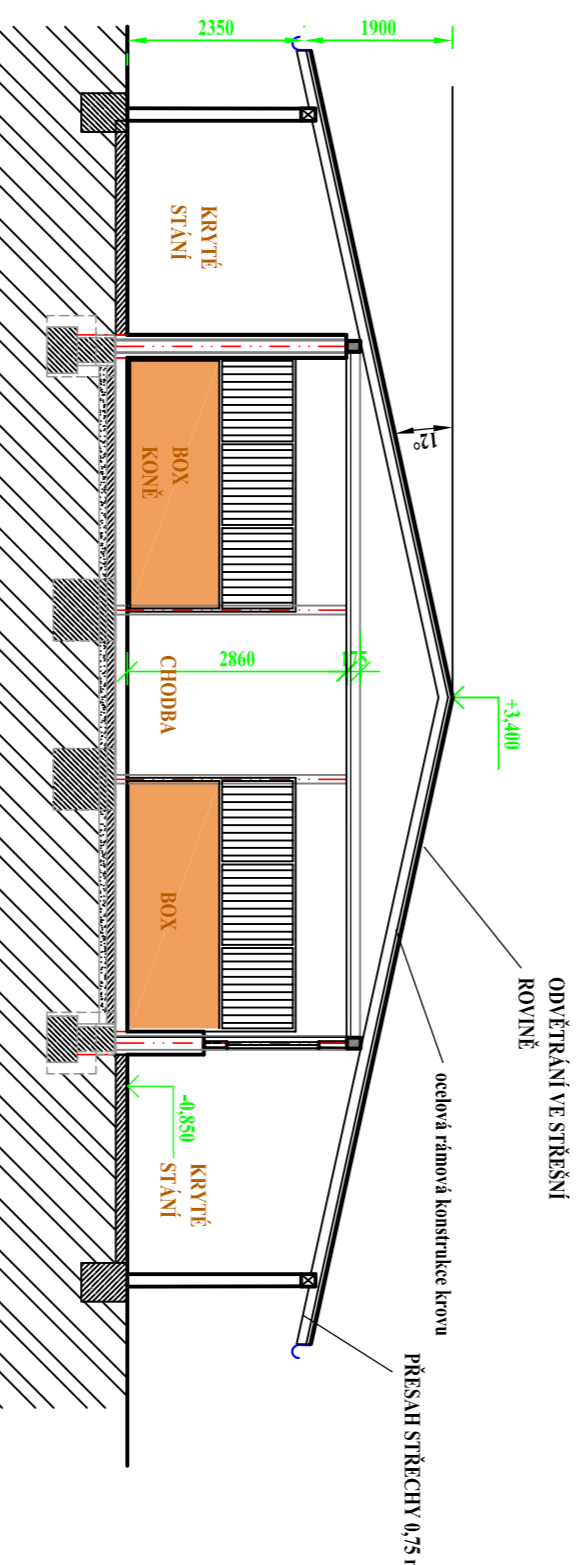 2350
1900
KRYTÉ
STÁNÍ
12°
BOX
KONĚ
2860
175
CHODBA
+3,400
BOX
ODVĚTRÁNÍ VE STŘEŠNÍ
ROVINĚ
ocelová rámová konstrukce krovu
-0,850
KRYTÉ
STÁNÍ
PŘESAH STŘECHY 0,75